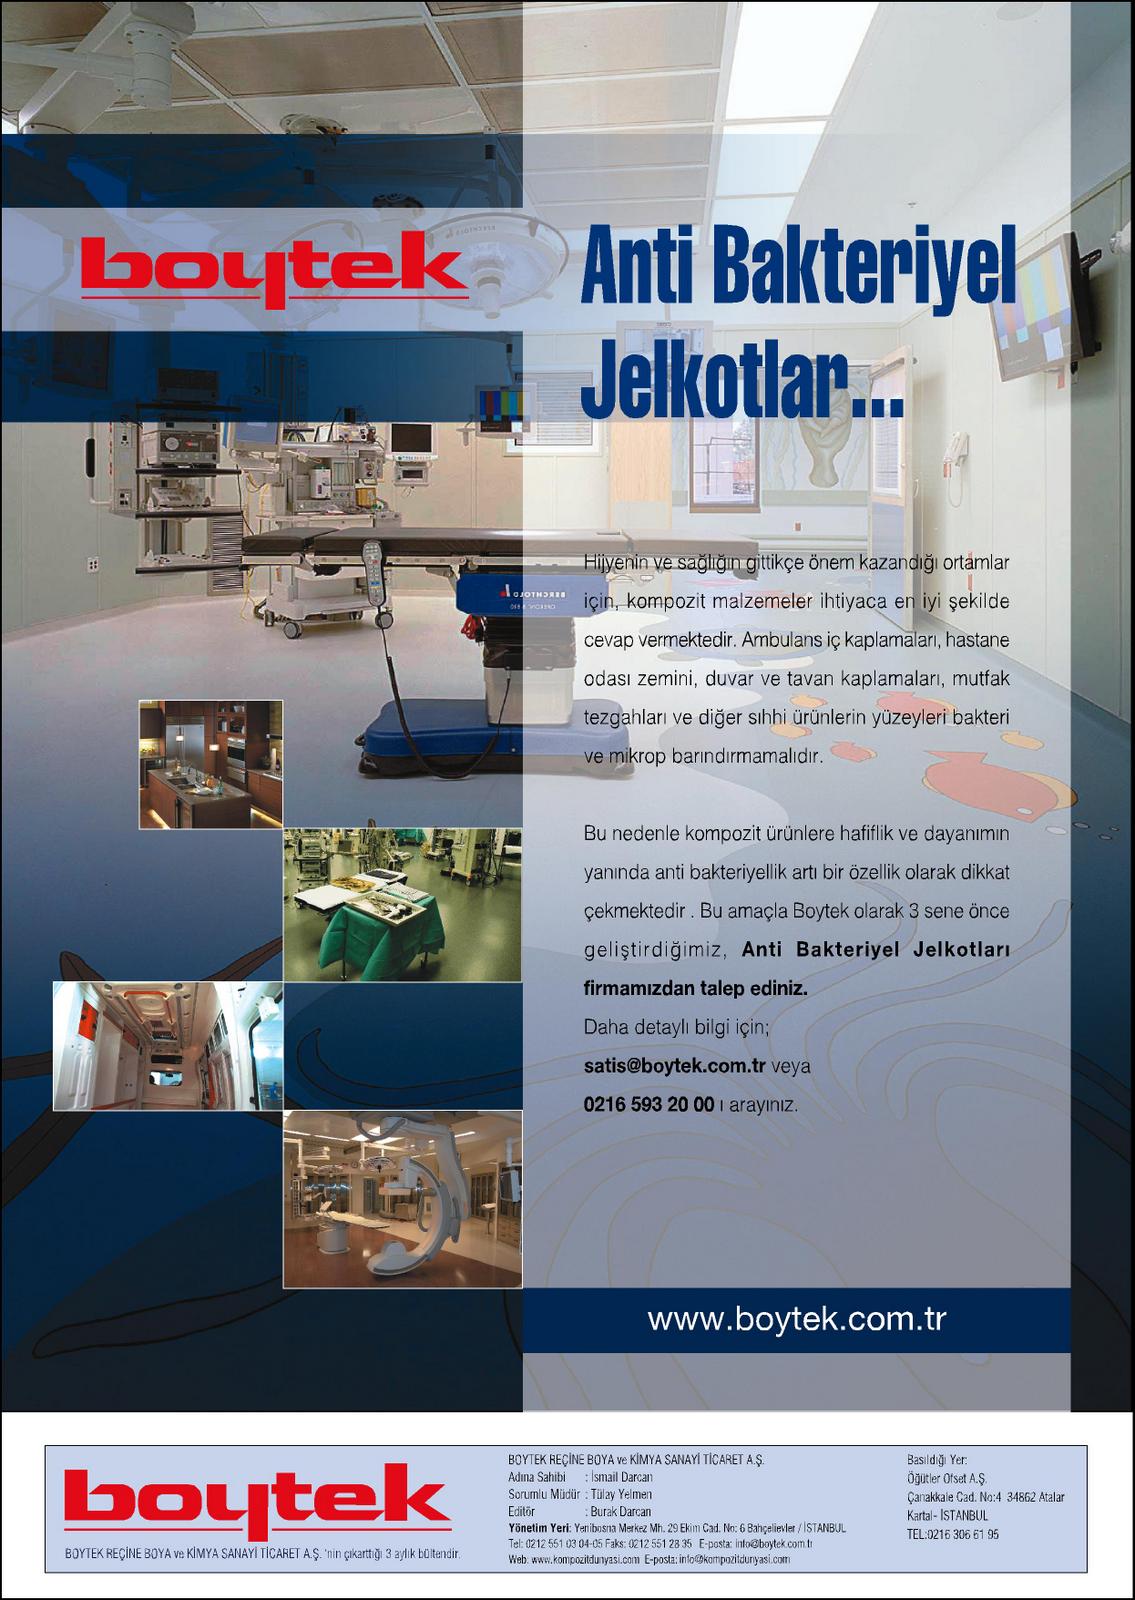 boytek
Anti Bakteriyel
Jelkotlar...
Hijyenin ve sağlığın gittikçe önem kazandığı ortamlar
için, kompozit malzemeler ihtiyaca en iyi şekilde
cevap vermektedir. Ambulans iç kaplamaları, hastane
odası zemini, duvar ve tavan kaplamaları, mutfak
tezgahları ve diğer sıhhi ürünlerin yüzeyleri bakteri
ve mikrop barındırmamalıdır.
Bu nedenle kompozit ürünlere hafiflik ve dayanımın
yanında anti bakteriyellik artı bir özellik olarak dikkat
çekmektedir . Bu amaçla Boytek olarak 3 sene önce
geliştirdiğimiz, Anti Bakteriyel Jelkotları
firmamızdan talep ediniz.
Daha detaylı bilgi için;
satis@boytek.com.tr veya
0216 593 20 00 ı arayınız.
www.boytek.com.tr
boytek
BOYTEK REÇİNE BOYA ve KİMYA SANAYİ TİCARET A.Ş. 'nin çıkarttığı 3 aylık bültendir.
BOYTEK REÇİNE BOYA ve KİMYA SANAYİ TİCARET A.Ş.
Adına Sahibi : İsmail Darcan
Sorumlu Müdür : Tülay Yelmen
Editör : Burak Darcan
Yönetim Yeri: Yenibosna Merkez Mh. 29 Ekim Cad. No: 6 Bahçelievler / İSTANBUL
Tel: 0212 551 03 04-05 Faks: 0212 551 28 35 E-posta: info@boytek.com.tr
Web: www.kompozitdunyasi.com E-posta: info@kompozitdunyasi.com
Basıldığı Yer:
Öğütler Ofset A.Ş.
Çanakkale Cad. No:4 34862 Atalar
Kartal- İSTANBUL
TEL:0216 306 61 95